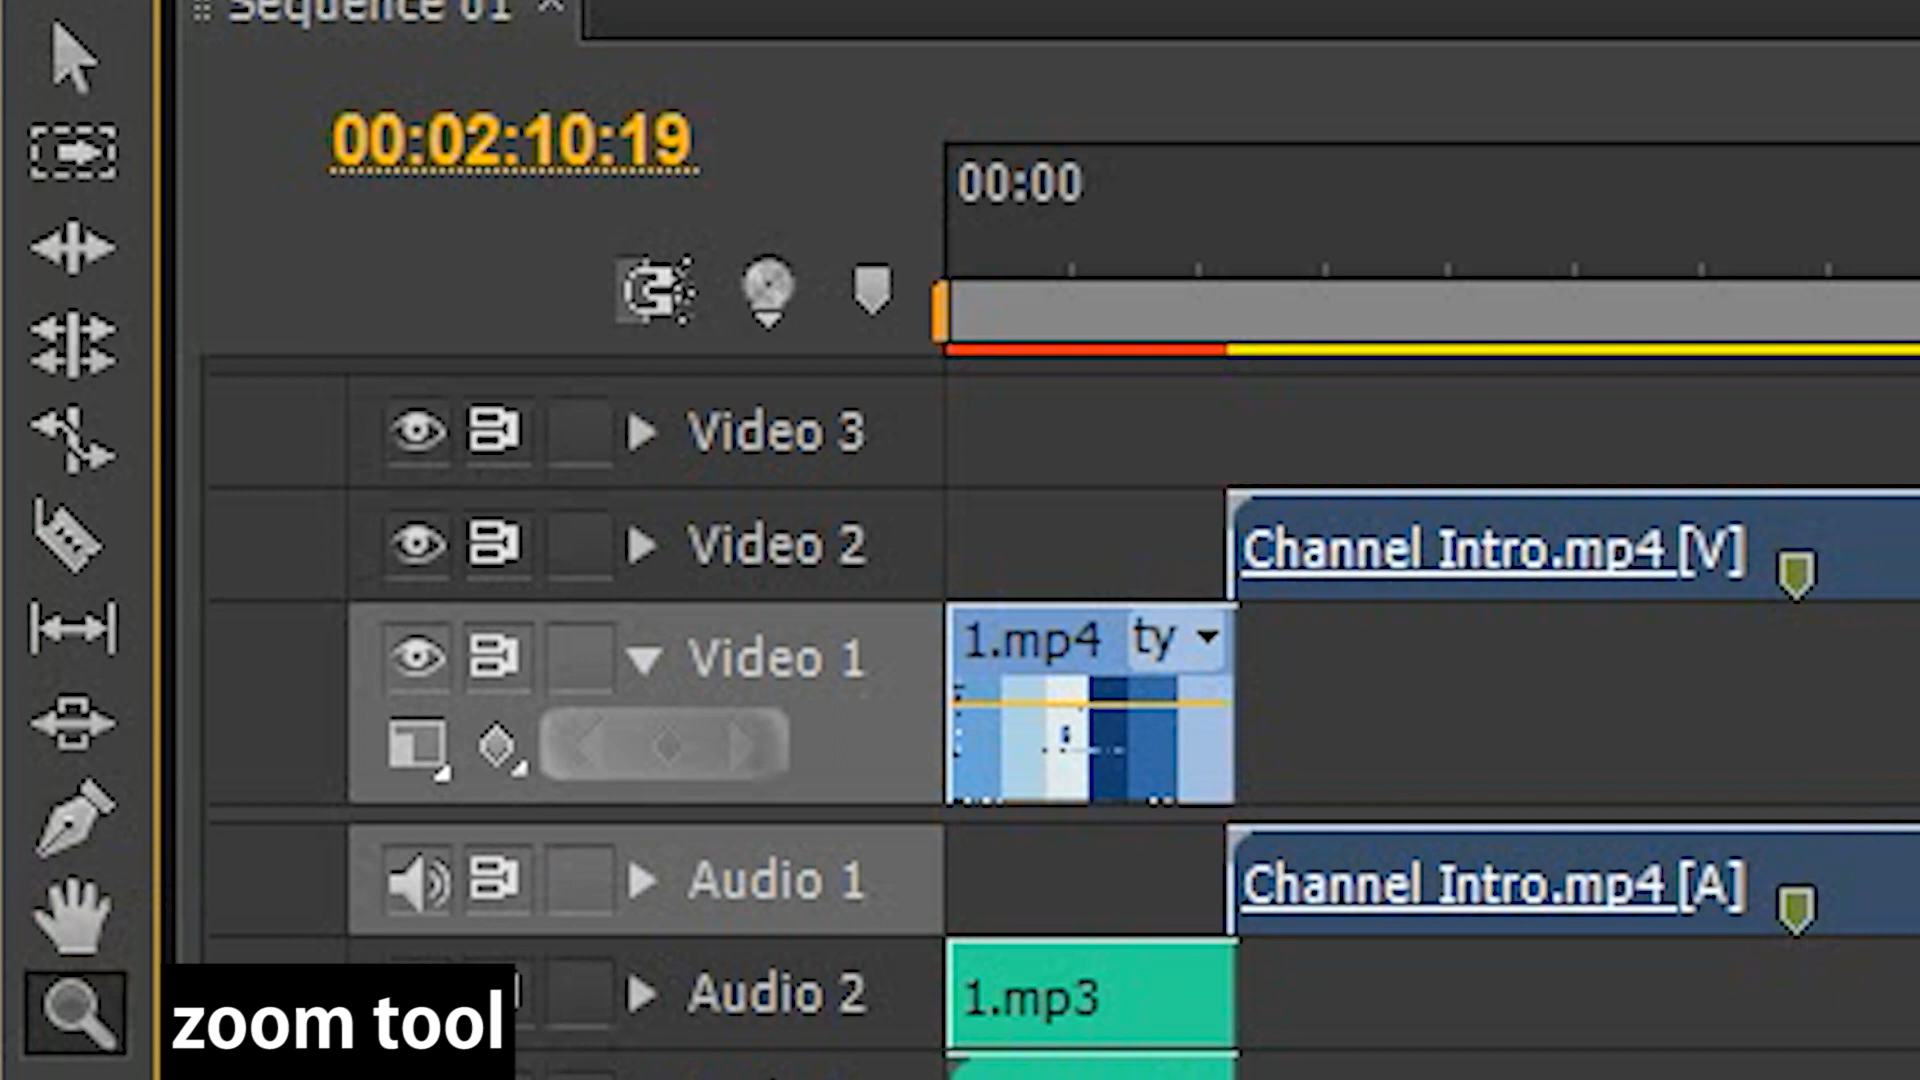 Sequence 01
00:02:10:19
00:00
Video 3
Video 2
Channel Intro.mp4 [V]
Video 1
1.mp4 ty
Audio 1
Channel Intro.mp4 [A]
Audio 2
1.mp3
zoom tool